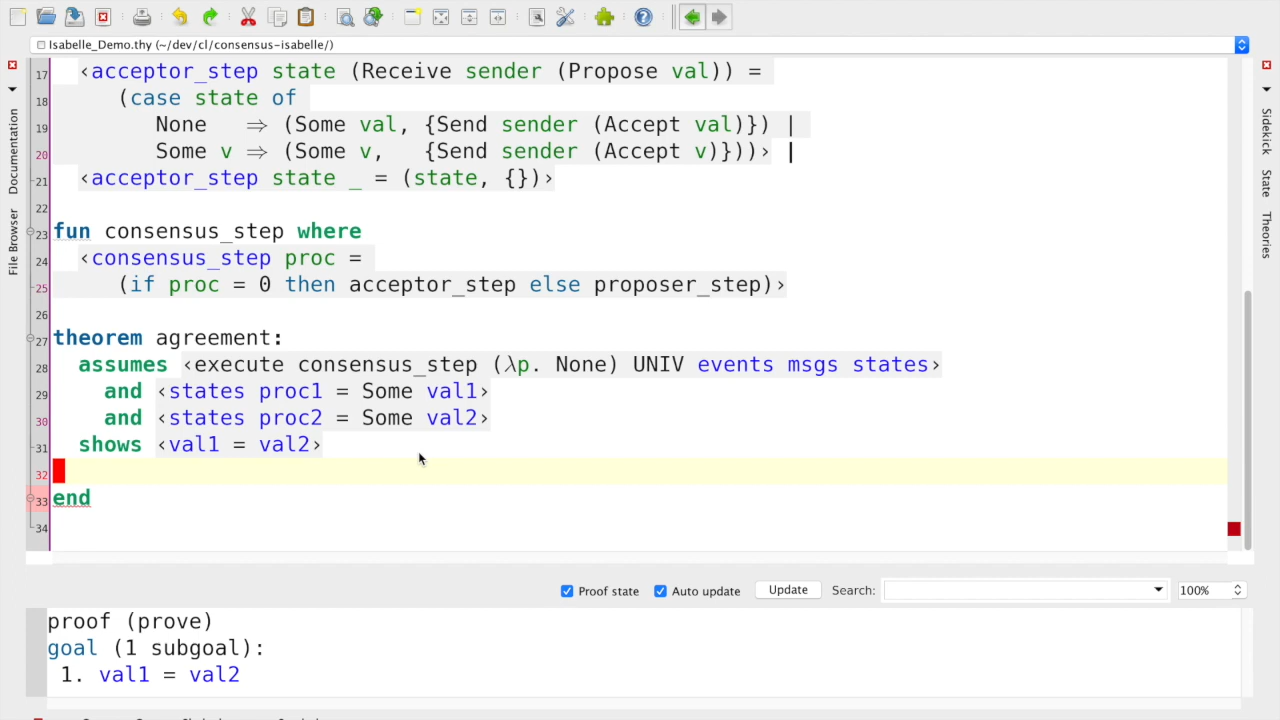 Isabelle_Demo.thy (~/dev/cl/consensus-isabelle/)
17 ‹acceptor_step state (Receive sender (Propose val)) =
18 (case state of
19 None ⇒ (Some val, {Send sender (Accept val)}) |
20 Some v ⇒ (Some v, {Send sender (Accept v)}))› |
21 ‹acceptor_step state _ = (state, {})›
22
23 fun consensus_step where
24 ‹consensus_step proc =
25 (if proc = 0 then acceptor_step else proposer_step)›
26
27 theorem agreement:
28 assumes ‹execute consensus_step (λp. None) UNIV events msgs states›
29 and ‹states proc1 = Some val1›
30 and ‹states proc2 = Some val2›
31 shows ‹val1 = val2›
32
33 end
34
Documentation
File Browser
Sidekick
State
Theories
Proof state Auto update Update Search: 100%
proof (prove)
goal (1 subgoal):
1. val1 = val2